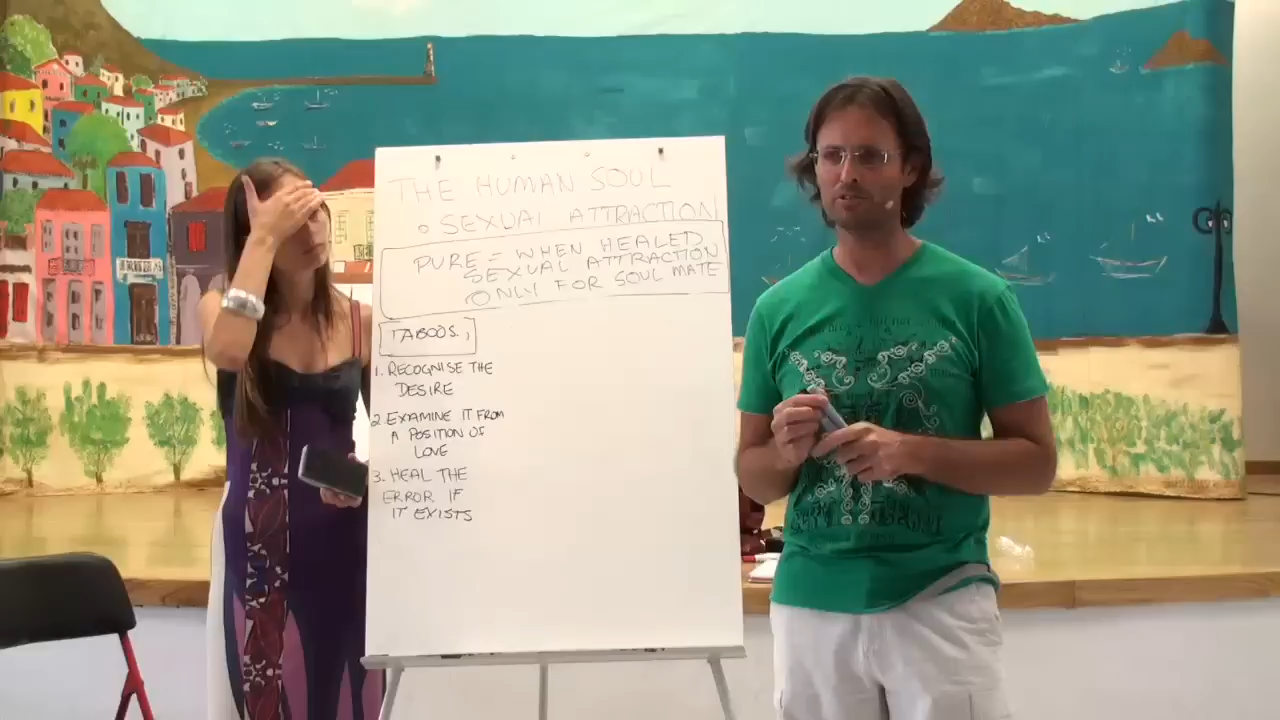 THE HUMAN SOUL
• SEXUAL ATTRACTION
PURE = WHEN HEALED
SEXUAL ATTRACTION
ONLY FOR SOUL MATE
TABOOS,
1. RECOGNISE THE
DESIRE
2. EXAMINE IT FROM
A POSITION OF
LOVE
3. HEAL THE
ERROR IF
IT EXISTS